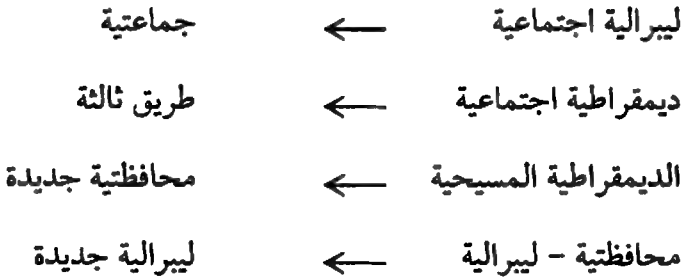 ليبرالية اجتماعية ← جماعتية
ديمقراطية اجتماعية ← طريق ثالثة
الديمقراطية المسيحية ← محافظتية جديدة
محافظتية - ليبرالية ← ليبرالية جديدة